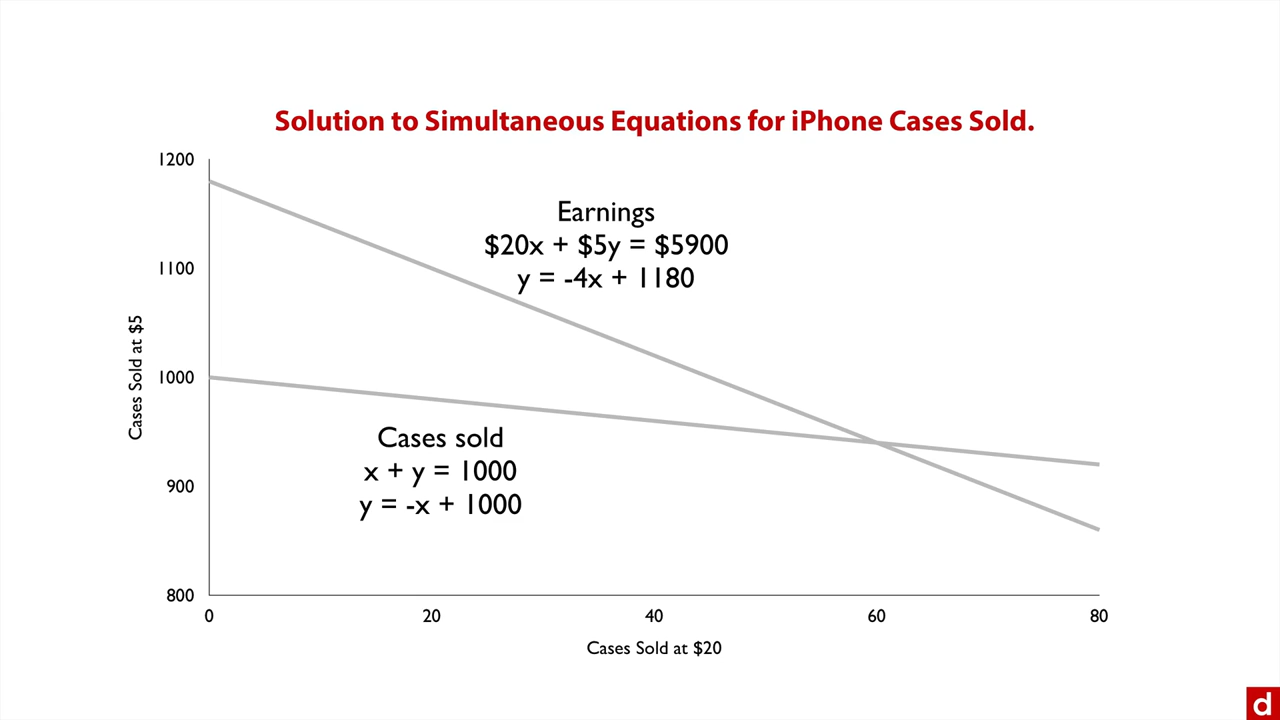 Solution to Simultaneous Equations for iPhone Cases Sold.
1200
1100
1000
900
800
Cases Sold at $5
Earnings
$20x + $5y = $5900
y = -4x + 1180
Cases sold
x + y = 1000
y = -x + 1000
0 20 40 60 80
Cases Sold at $20
d